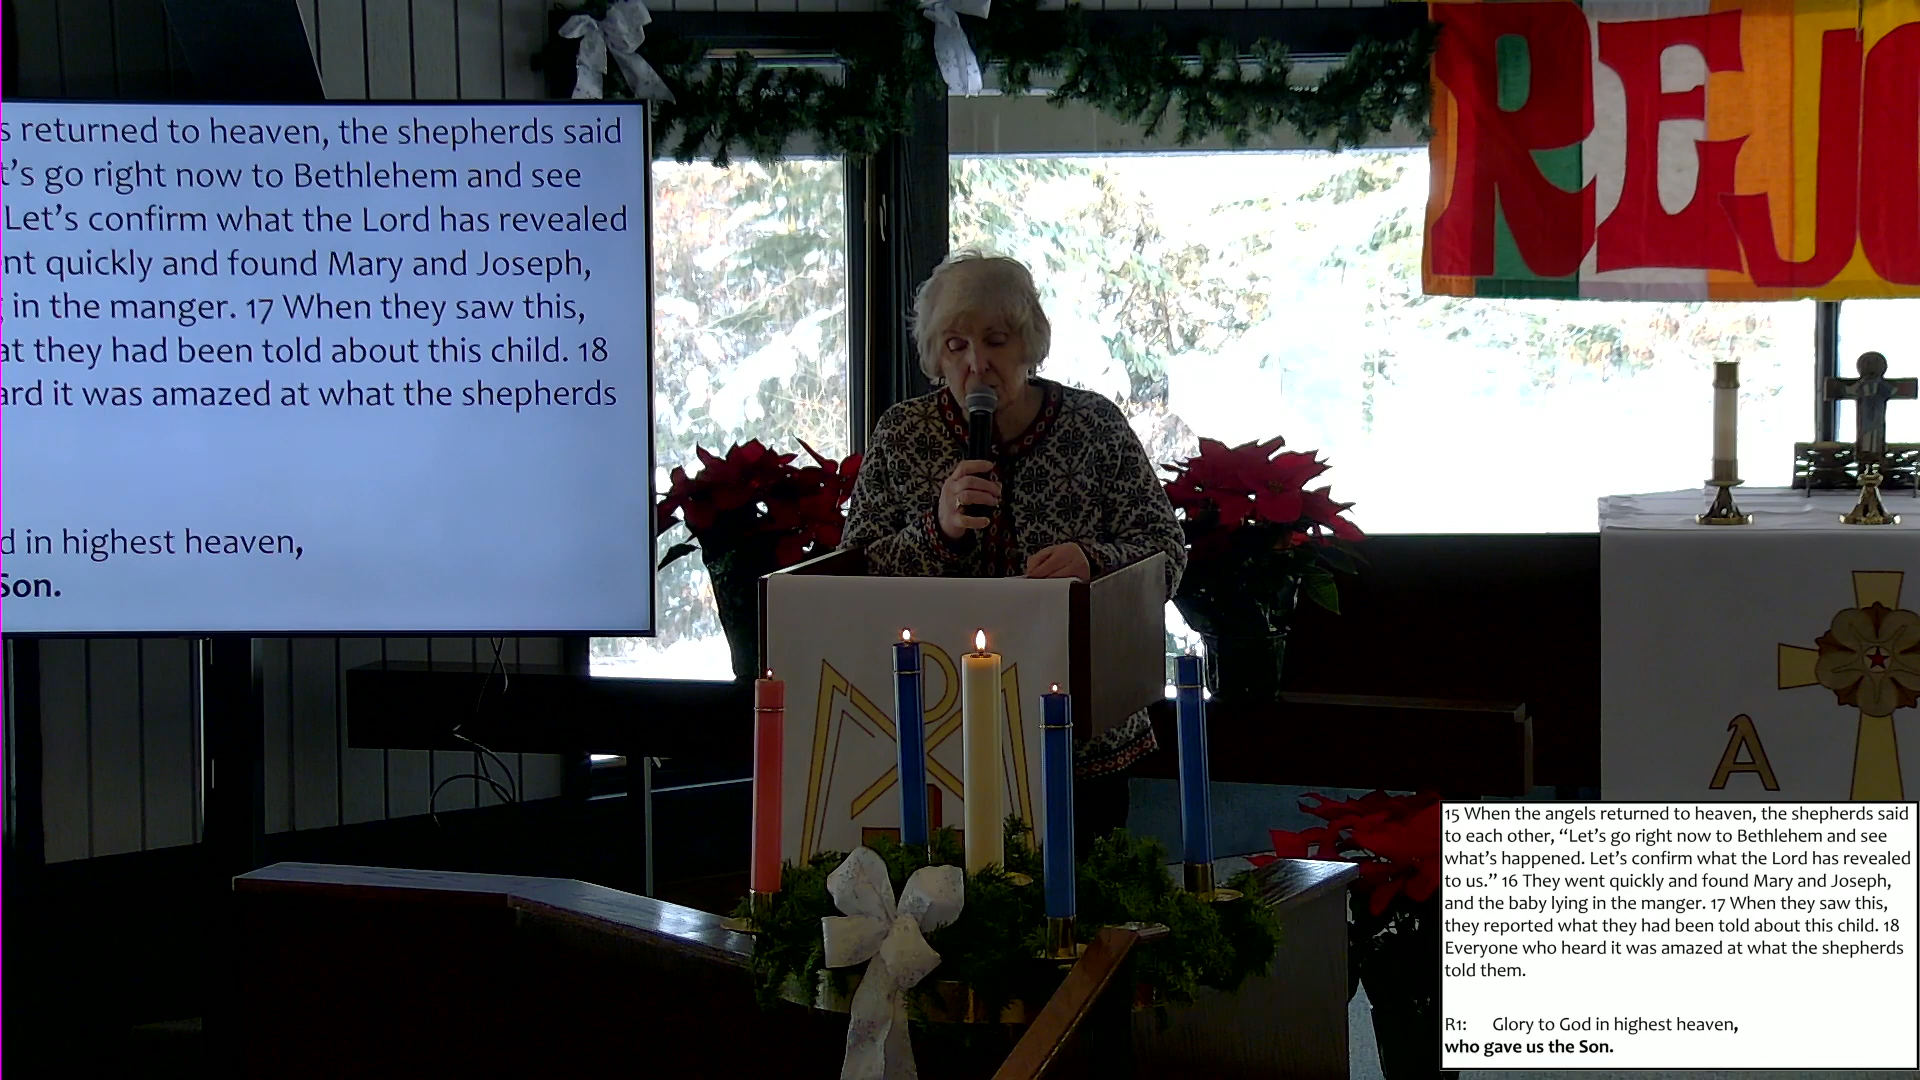 s returned to heaven, the shepherds said
t’s go right now to Bethlehem and see
Let’s confirm what the Lord has revealed
nt quickly and found Mary and Joseph,
in the manger. 17 When they saw this,
at they had been told about this child. 18
ard it was amazed at what the shepherds
d in highest heaven,
Son.
REJO
A
15 When the angels returned to heaven, the shepherds said
to each other, “Let’s go right now to Bethlehem and see
what’s happened. Let’s confirm what the Lord has revealed
to us.” 16 They went quickly and found Mary and Joseph,
and the baby lying in the manger. 17 When they saw this,
they reported what they had been told about this child. 18
Everyone who heard it was amazed at what the shepherds
told them.
R1: Glory to God in highest heaven,
who gave us the Son.